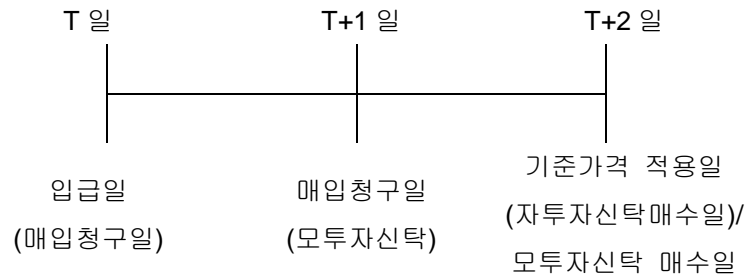 T 일 T+1 일 T+2 일
입급일
(매입청구일)
매입청구일
(모투자신탁)
기준가격 적용일
(자투자신탁매수일)/
모투자신탁 매수일